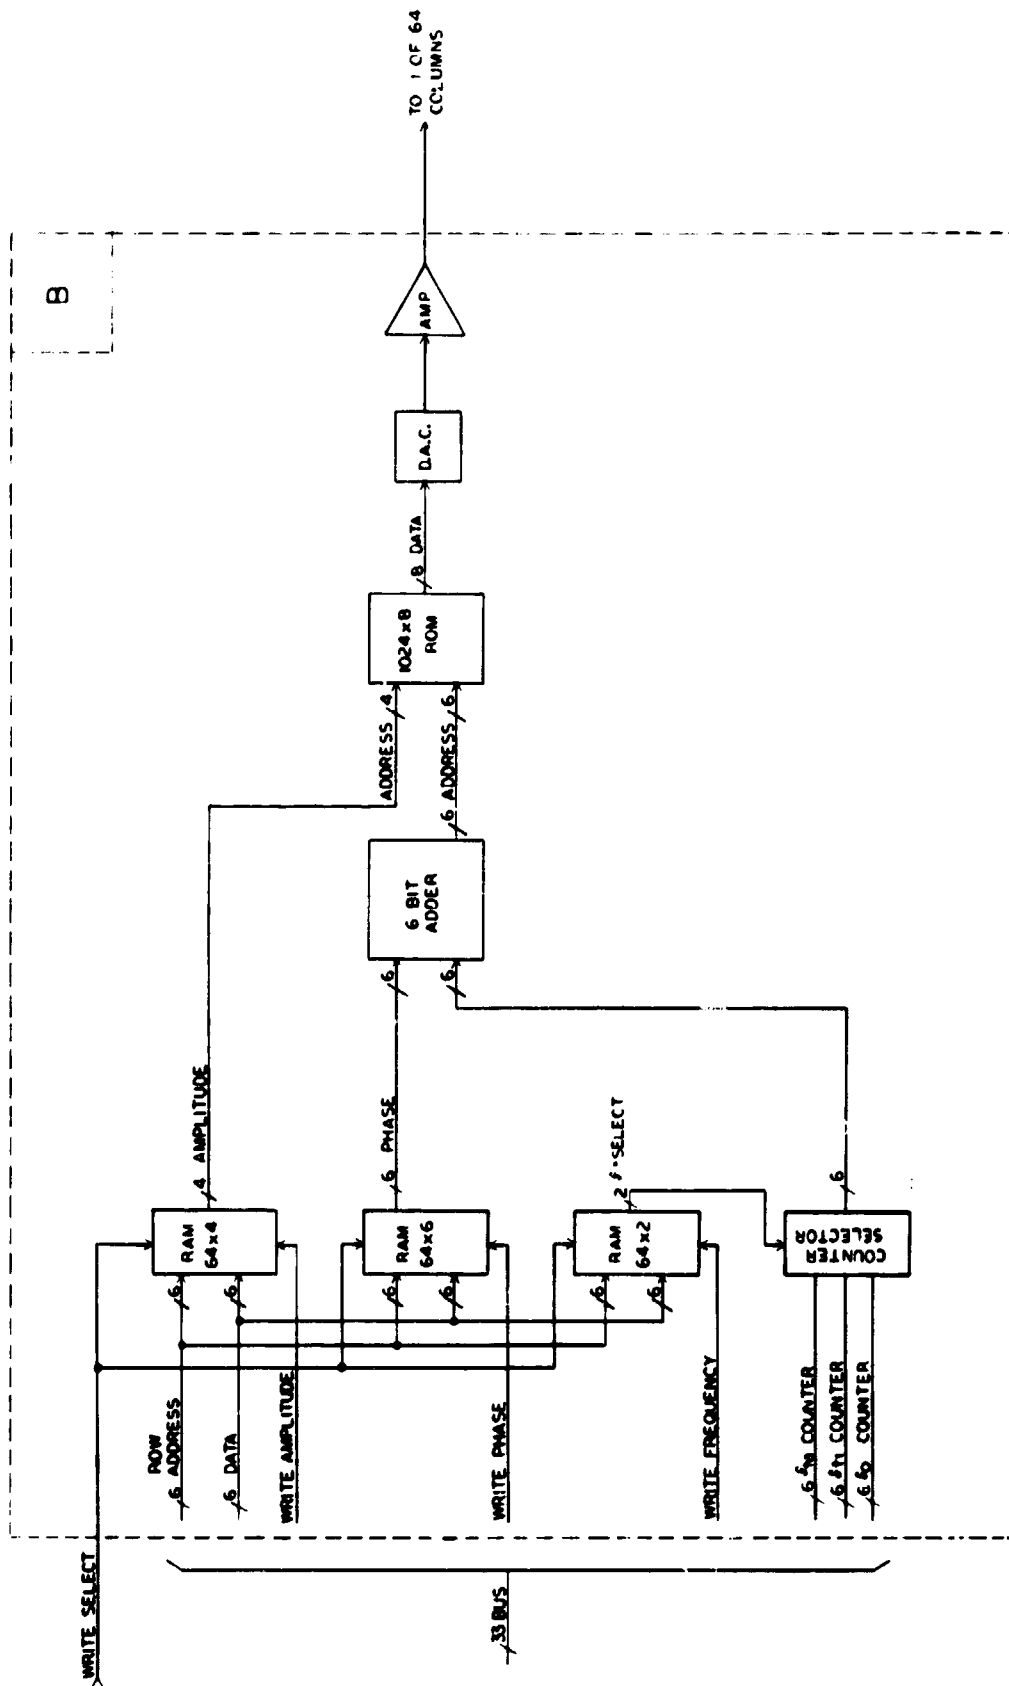 WRITE SELECT
33 BUS
ROW
6 ADDRESS
6 DATA
WRITE AMPLITUDE
WRITE PHASE
WRITE FREQUENCY
6 COUNTER
6 COUNTER
6 COUNTER
6
6
6
6
6
6
RAM
64x4
RAM
64x6
RAM
64x2
COUNTER
SELECTOR
4 AMPLITUDE
6 PHASE
2 f-SELECT
6
6
6
6 BIT
ADDER
ADDRESS 4
6 ADDRESS 6
1024x8
ROM
8 DATA
D.A.C.
AMP
B
TO 1 OF 64
COLUMNS